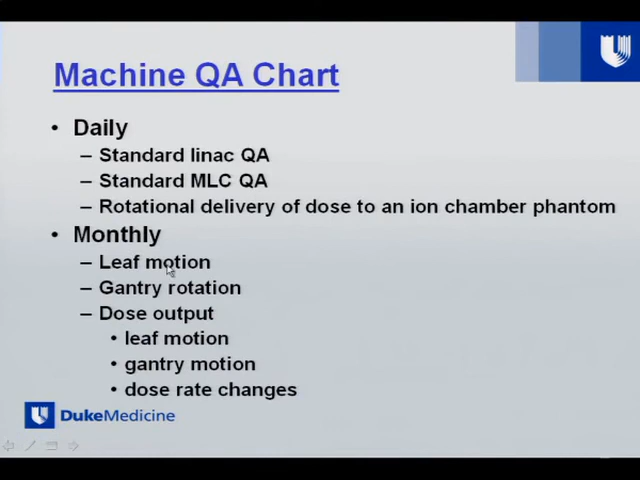 Machine QA Chart
• Daily
– Standard linac QA
– Standard MLC QA
– Rotational delivery of dose to an ion chamber phantom
• Monthly
– Leaf motion
– Gantry rotation
– Dose output
• leaf motion
• gantry motion
• dose rate changes
DukeMedicine